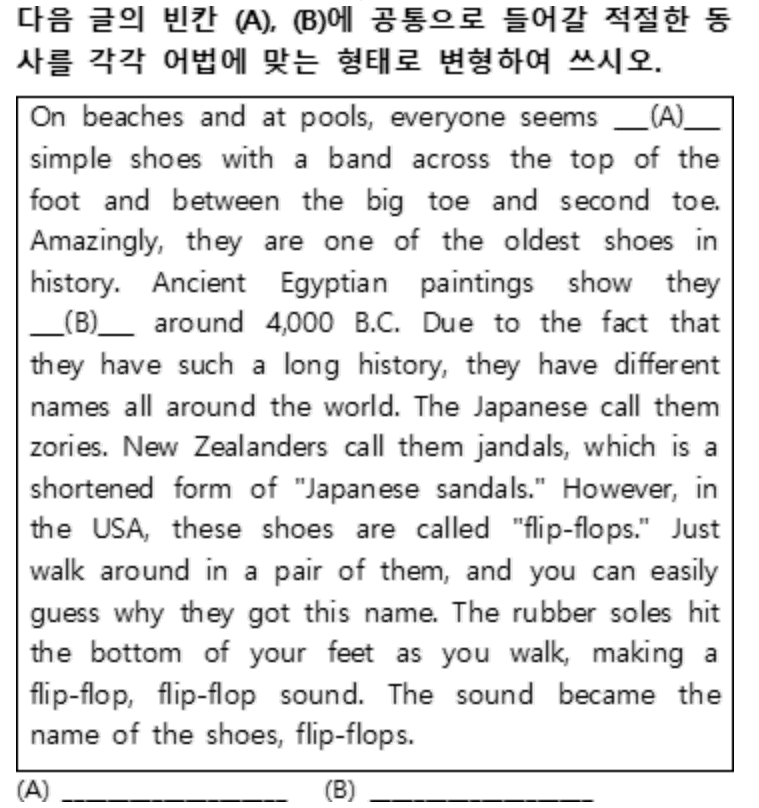 다음 글의 빈칸 (A), (B)에 공통으로 들어갈 적절한 동
사를 각각 어법에 맞는 형태로 변형하여 쓰시오.
On beaches and at pools, everyone seems __(A)__
simple shoes with a band across the top of the
foot and between the big toe and second toe.
Amazingly, they are one of the oldest shoes in
history. Ancient Egyptian paintings show they
__(B)__ around 4,000 B.C. Due to the fact that
they have such a long history, they have different
names all around the world. The Japanese call them
zories. New Zealanders call them jandals, which is a
shortened form of "Japanese sandals." However, in
the USA, these shoes are called "flip-flops." Just
walk around in a pair of them, and you can easily
guess why they got this name. The rubber soles hit
the bottom of your feet as you walk, making a
flip-flop, flip-flop sound. The sound became the
name of the shoes, flip-flops.
(A) ____________________ (B) ____________________